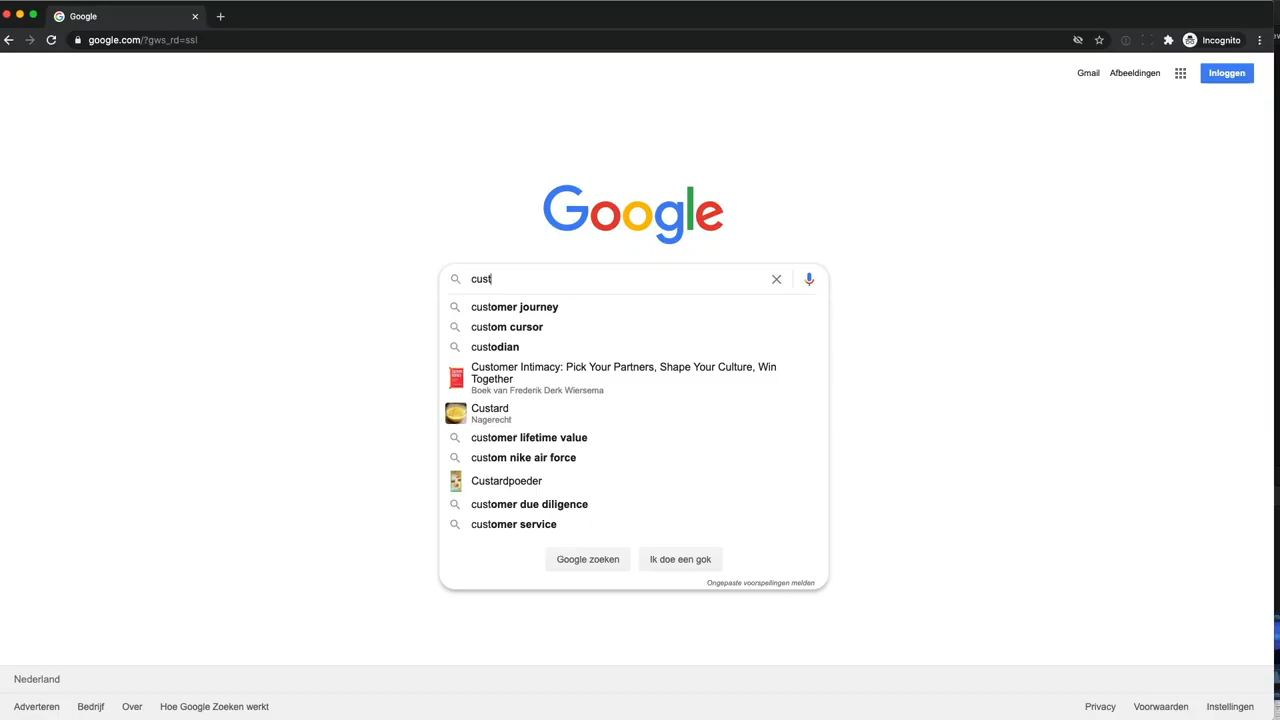 Google
google.com/?gws_rd=ssl
Incognito
Gmail Afbeeldingen Inloggen
Google
cust
customer journey
custom cursor
custodian
Customer Intimacy: Pick Your Partners, Shape Your Culture, Win
Together
Boek van Frederik Derk Wiersema
Custard
Nagerecht
customer lifetime value
custom nike air force
Custardpoeder
customer due diligence
customer service
Google zoeken Ik doe een gok
Ongepaste voorspellingen melden
Nederland
Adverteren Bedrijf Over Hoe Google Zoeken werkt Privacy Voorwaarden Instellingen